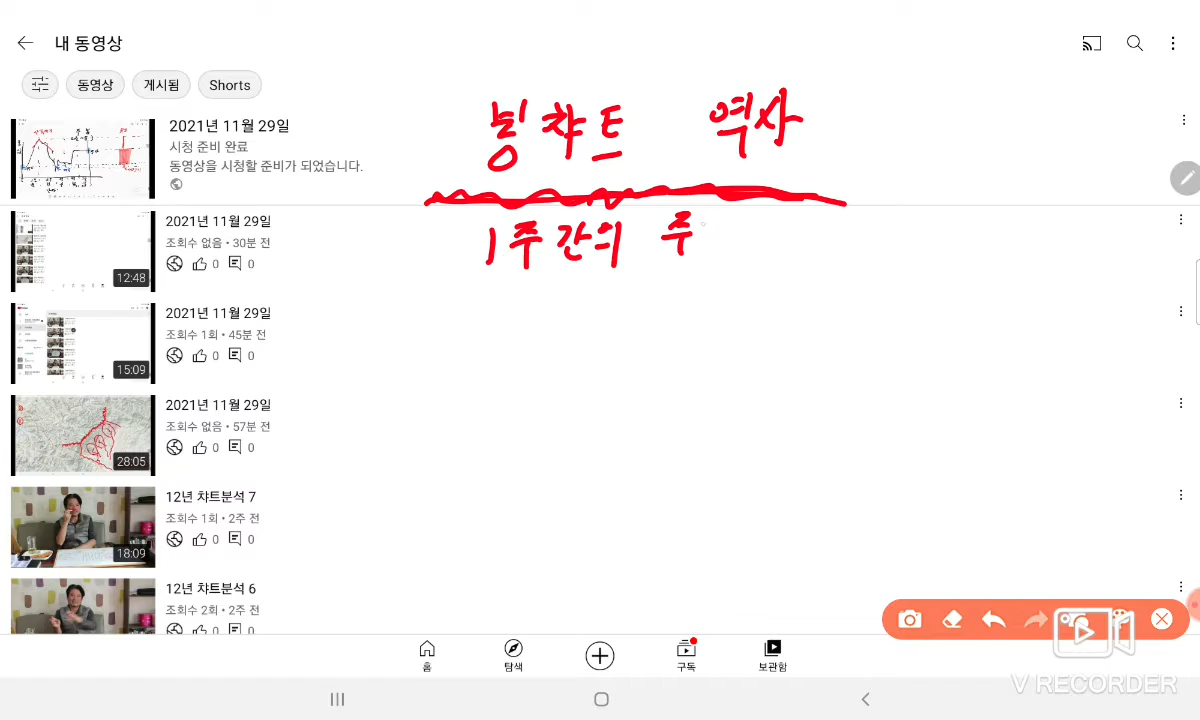 내 동영상
동영상 게시됨 Shorts
봉챠트 역사
2021년 11월 29일
시청 준비 완료
동영상을 시청할 준비가 되었습니다.
1주간의 주
2021년 11월 29일
조회수 없음 • 30분 전
0 0
12:48
2021년 11월 29일
조회수 1회 • 45분 전
0 0
15:09
2021년 11월 29일
조회수 없음 • 57분 전
0 0
28:05
12년 챠트분석 7
조회수 1회 • 2주 전
0 0
18:09
12년 챠트분석 6
조회수 2회 • 2주 전
0 0
홈 탐색 구독 보관함
V RECORDER